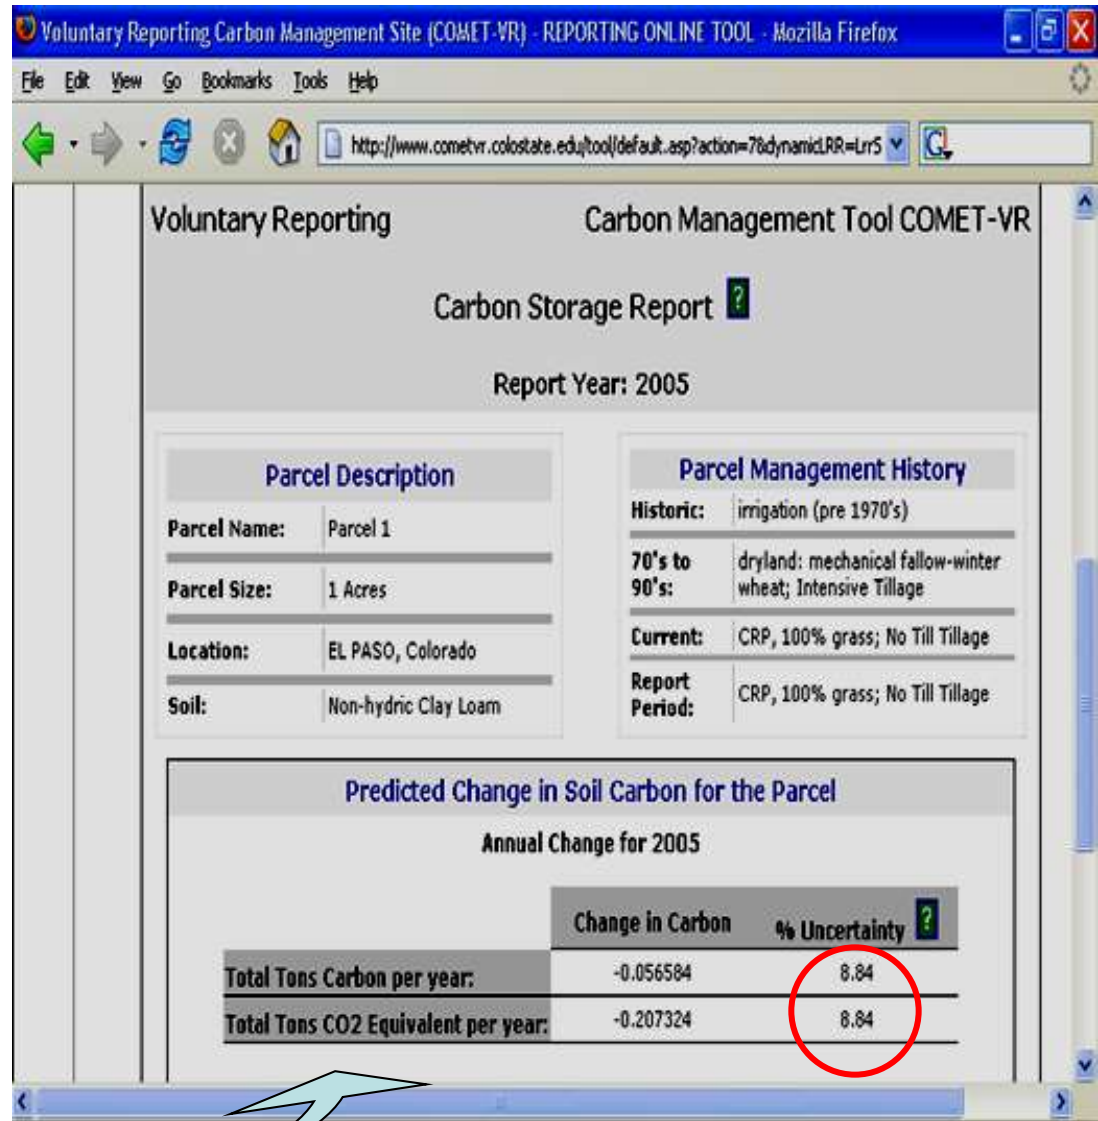 Voluntary Reporting Carbon Management Site (COMET-VR) - REPORTING ONLINE TOOL - Mozilla Firefox
File Edit View Go Bookmarks Tools Help
http://www.cometvr.colostate.edu/tool/default.asp?action=7&dynamicLRR=LrrS
G
Voluntary Reporting Carbon Management Tool COMET-VR
Carbon Storage Report ?
Report Year: 2005
Parcel Description
Parcel Name: Parcel 1
Parcel Size: 1 Acres
Location: EL PASO, Colorado
Soil: Non-hydric Clay Loam
Parcel Management History
Historic: irrigation (pre 1970's)
70's to 90's: dryland: mechanical fallow-winter
wheat; Intensive Tillage
Current: CRP, 100% grass; No Till Tillage
Report Period: CRP, 100% grass; No Till Tillage
Predicted Change in Soil Carbon for the Parcel
Annual Change for 2005
Change in Carbon % Uncertainty ?
Total Tons Carbon per year: -0.056584 8.84
Total Tons CO2 Equivalent per year: -0.207324 8.84